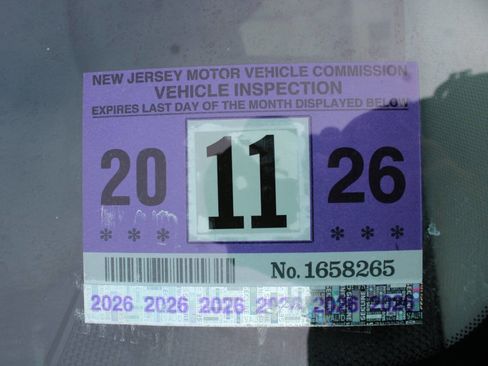 NEW JERSEY MOTOR VEHICLE COMMISSION
VEHICLE INSPECTION
EXPIRES LAST DAY OF THE MONTH DISPLAYED BELOW
20 11 26
* * * * * *
No. 1658265
2026 2026 2026 2026 2026 2026